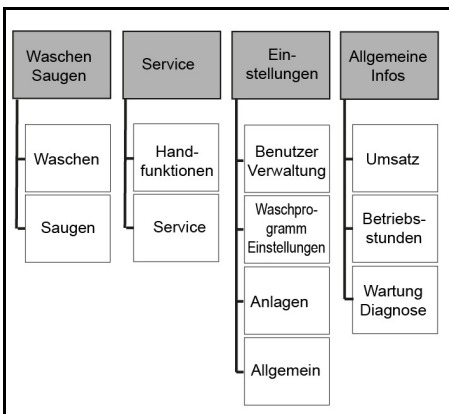 Waschen
Saugen
Waschen
Saugen
Service
Hand-
funktionen
Service
Ein-
stellungen
Benutzer
Verwaltung
Waschpro-
gramm
Einstellungen
Anlagen
Allgemein
Allgemeine
Infos
Umsatz
Betriebs-
stunden
Wartung
Diagnose